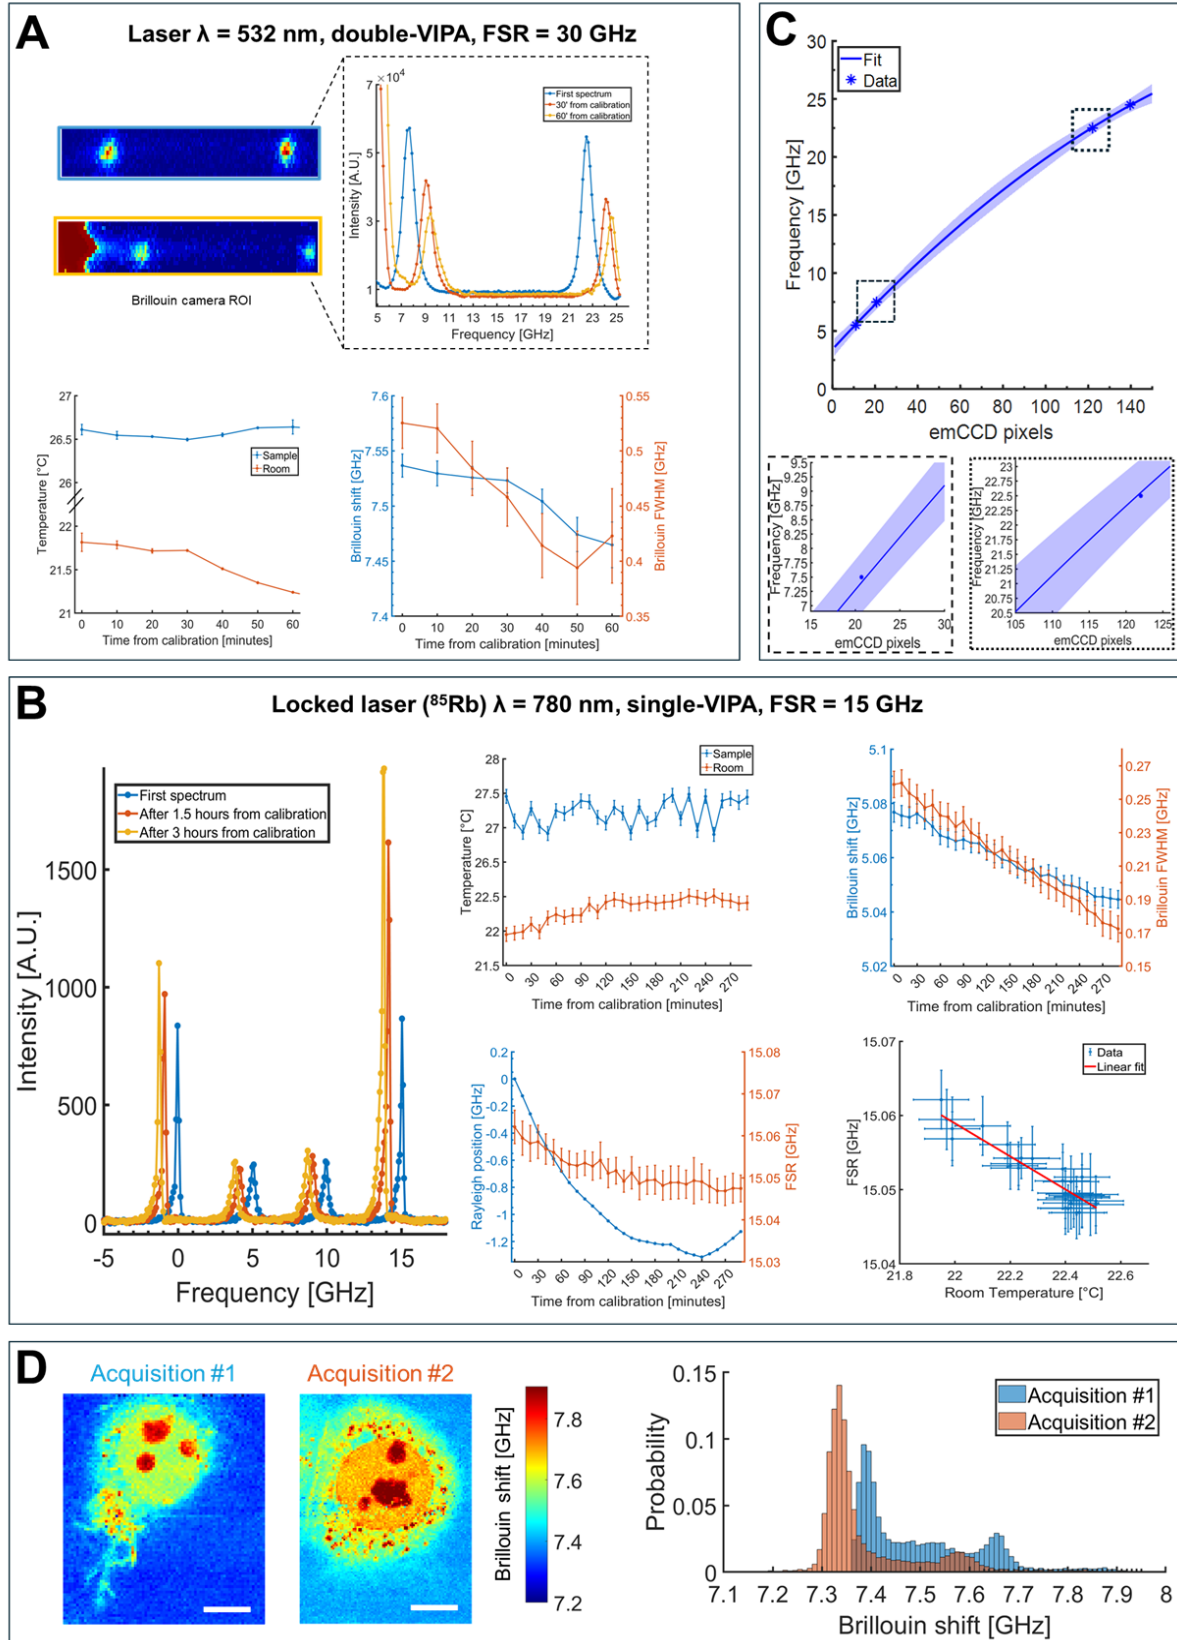 A
Laser λ = 532 nm, double-VIPA, FSR = 30 GHz
Brillouin camera ROI
×10⁴
7
5
3
1
Intensity [A.U.]
First spectrum
30' from calibration
60' from calibration
5 7 9 11 13 15 17 19 21 23 25
Frequency [GHz]
27
26.5
26
22
21.5
21
Temperature [°C]
Sample
Room
0 10 20 30 40 50 60
Time from calibration [minutes]
7.6
7.55
7.5
7.45
7.4
Brillouin shift [GHz]
0.55
0.5
0.45
0.4
0.35
Brillouin FWHM [GHz]
0 10 20 30 40 50 60
Time from calibration [minutes]
C
30
25
20
15
10
5
0
Frequency [GHz]
Fit
Data
0 20 40 60 80 100 120 140
emCCD pixels
9.5
9
8.75
8.5
8.25
8
7.75
7.5
7.25
7
Frequency [GHz]
15 20 25 30
emCCD pixels
23
22.5
22
21.5
21
20.5
Frequency [GHz]
105 110 115 120 125
emCCD pixels
B
Locked laser (⁸⁵Rb) λ = 780 nm, single-VIPA, FSR = 15 GHz
First spectrum
After 1.5 hours from calibration
After 3 hours from calibration
1500
1000
500
0
Intensity [A.U.]
-5 0 5 10 15
Frequency [GHz]
28
27.5
27
26.5
22.5
22
21.5
Temperature [°C]
Sample
Room
0 30 60 90 120 150 180 210 240 270
Time from calibration [minutes]
5.1
5.08
5.06
5.04
5.02
Brillouin shift [GHz]
0.27
0.25
0.23
0.21
0.19
0.17
0.15
Brillouin FWHM [GHz]
0 30 60 90 120 150 180 210 240 270
Time from calibration [minutes]
0.2
0
-0.2
-0.4
-0.6
-0.8
-1
-1.2
Rayleigh position [GHz]
15.08
15.07
15.06
15.05
15.04
15.03
FSR [GHz]
0 30 60 90 120 150 180 210 240 270
Time from calibration [minutes]
15.07
15.06
15.05
15.04
FSR [GHz]
Data
Linear fit
21.8 22 22.2 22.4 22.6
Room Temperature [°C]
D
Acquisition #1
Acquisition #2
7.8
7.6
7.4
7.2
Brillouin shift [GHz]
0.15
0.1
0.05
0
Probability
Acquisition #1
Acquisition #2
7.1 7.2 7.3 7.4 7.5 7.6 7.7 7.8 7.9 8
Brillouin shift [GHz]